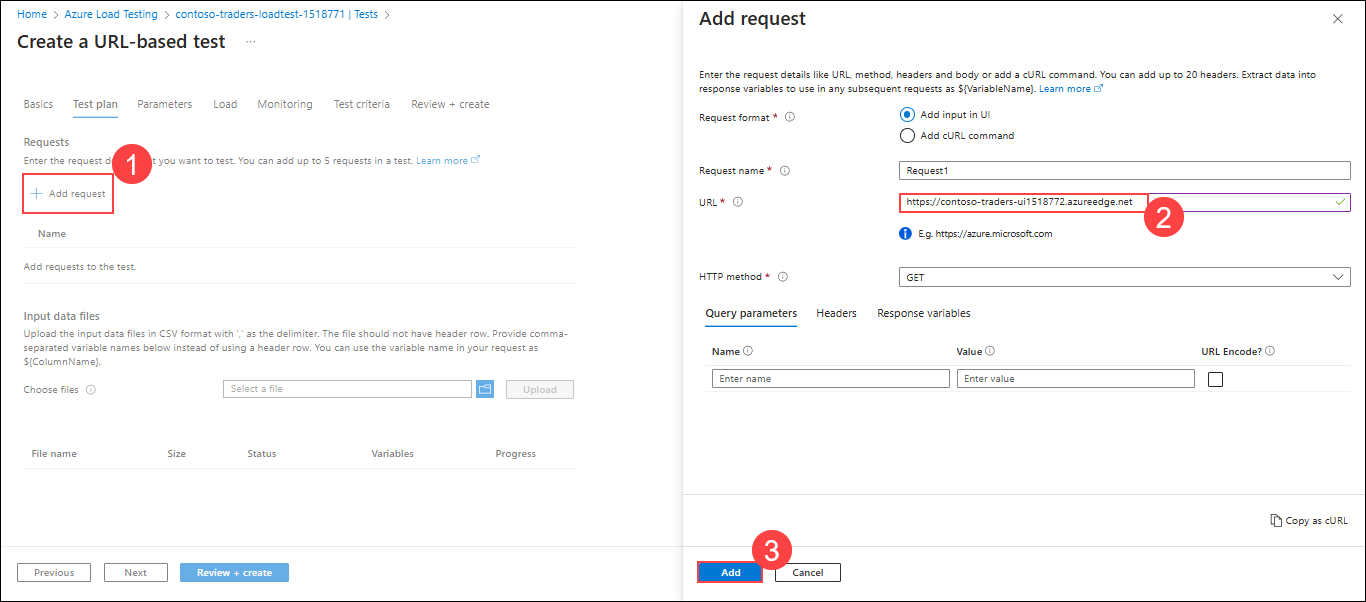 Home > Azure Load Testing > contoso-traders-loadtest-1518771 | Tests >
Create a URL-based test ...
Basics Test plan Parameters Load Monitoring Test criteria Review + create
Requests
Enter the request d t you want to test. You can add up to 5 requests in a test. Learn more
1
+ Add request
Name
Add requests to the test.
Input data files
Upload the input data files in CSV format with ',' as the delimiter. The file should not have header row. Provide comma-
separated variable names below instead of using a header row. You can use the variable name in your request as
${ColumnName}.
Choose files
Select a file
Upload
File name Size Status Variables Progress
Previous Next Review + create
Add request
Enter the request details like URL, method, headers and body or add a cURL command. You can add up to 20 headers. Extract data into
response variables to use in any subsequent requests as ${VariableName}. Learn more
Request format *
Add input in UI
Add cURL command
Request name *
Request1
URL *
https://contoso-traders-ui1518772.azureedge.net
2
E.g. https://azure.microsoft.com
HTTP method *
GET
Query parameters Headers Response variables
Name Value URL Encode?
Enter name Enter value
Copy as cURL
3
Add Cancel